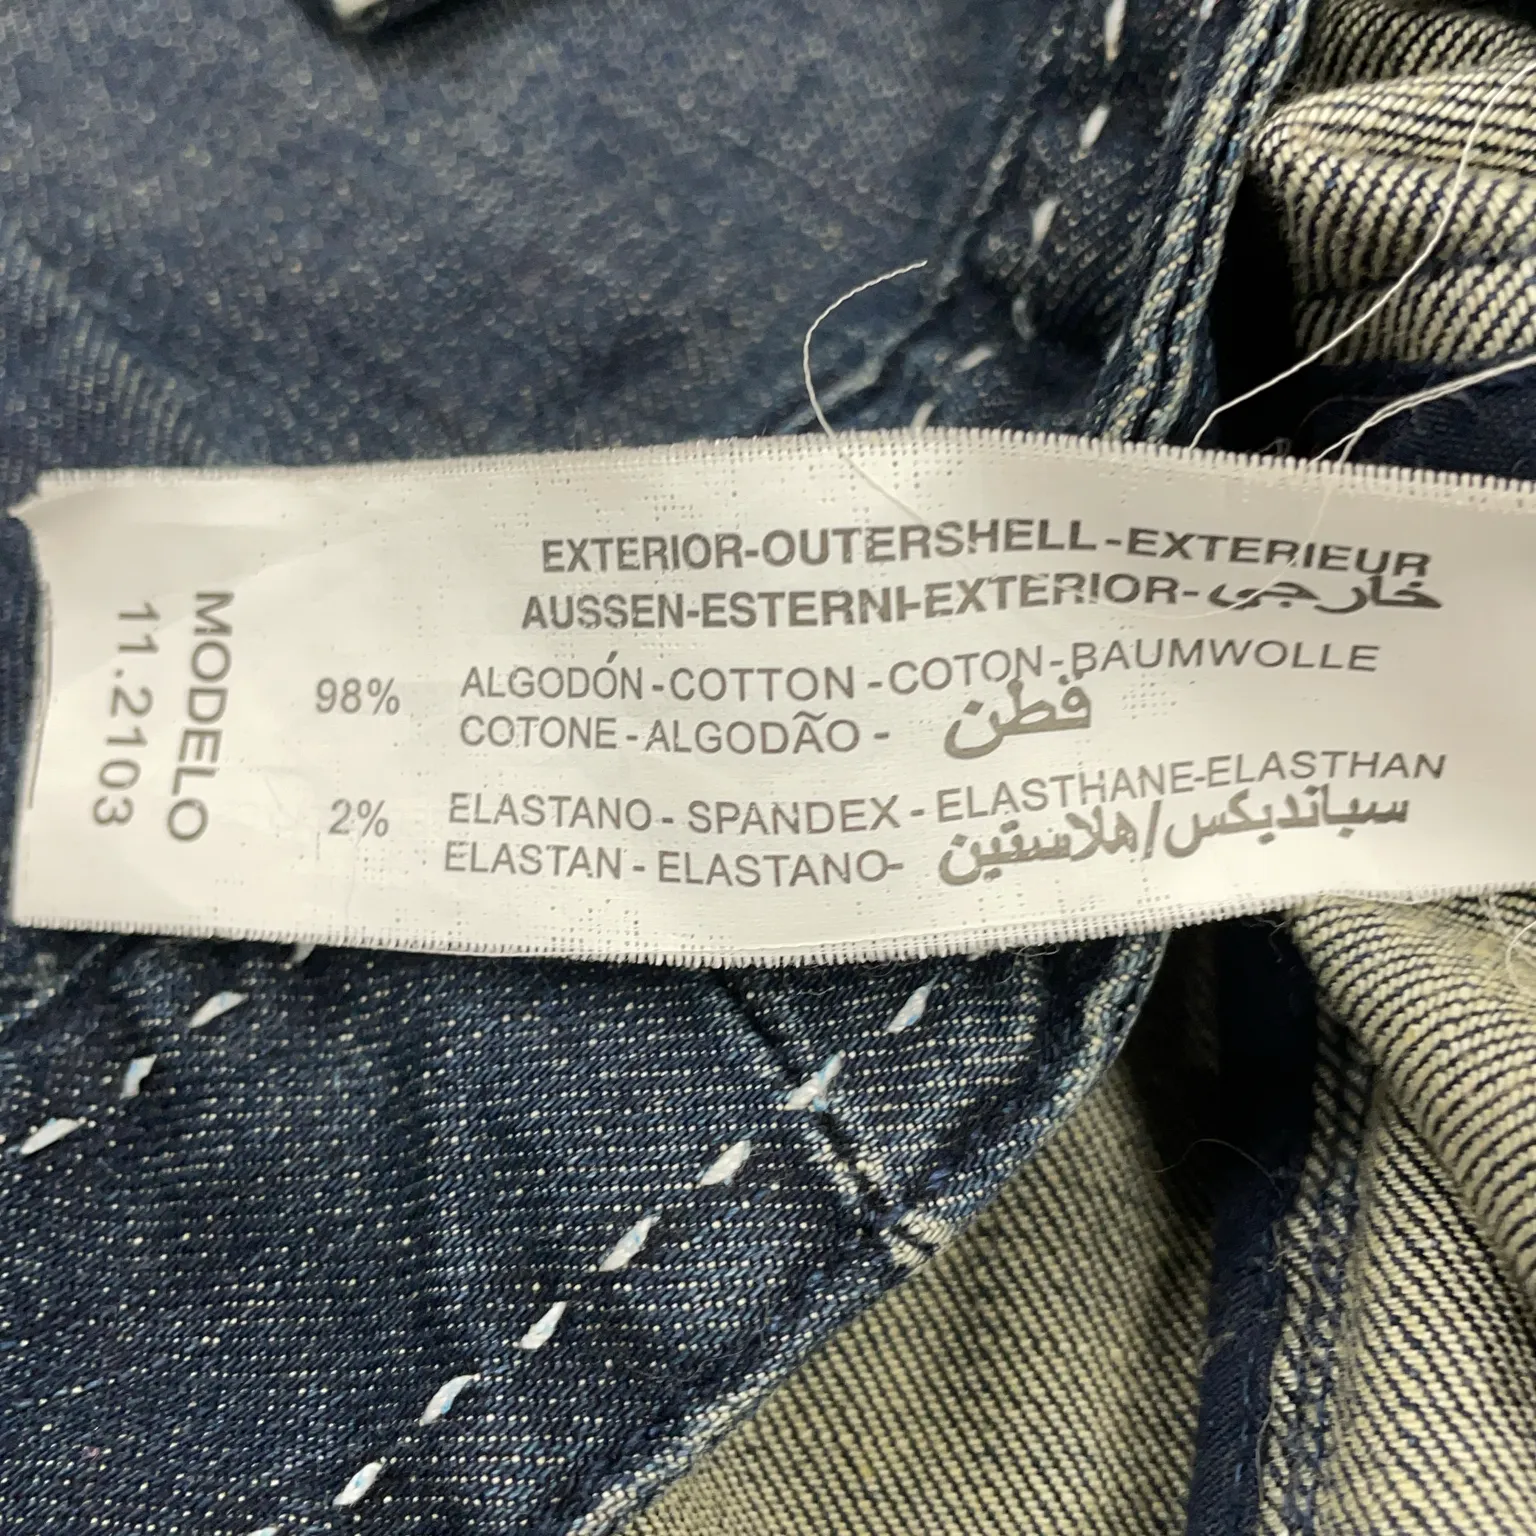 EXTERIOR-OUTERSHELL-EXTERIEUR
AUSSEN-ESTERNI-EXTERIOR-خارجي
98% ALGODÓN-COTTON-COTON-BAUMWOLLE
COTONE-ALGODÃO- قطن
2% ELASTANO-SPANDEX-ELASTHANE-ELASTHAN
ELASTAN-ELASTANO- سباندیکس/هلاستين
MODELO
11.2103